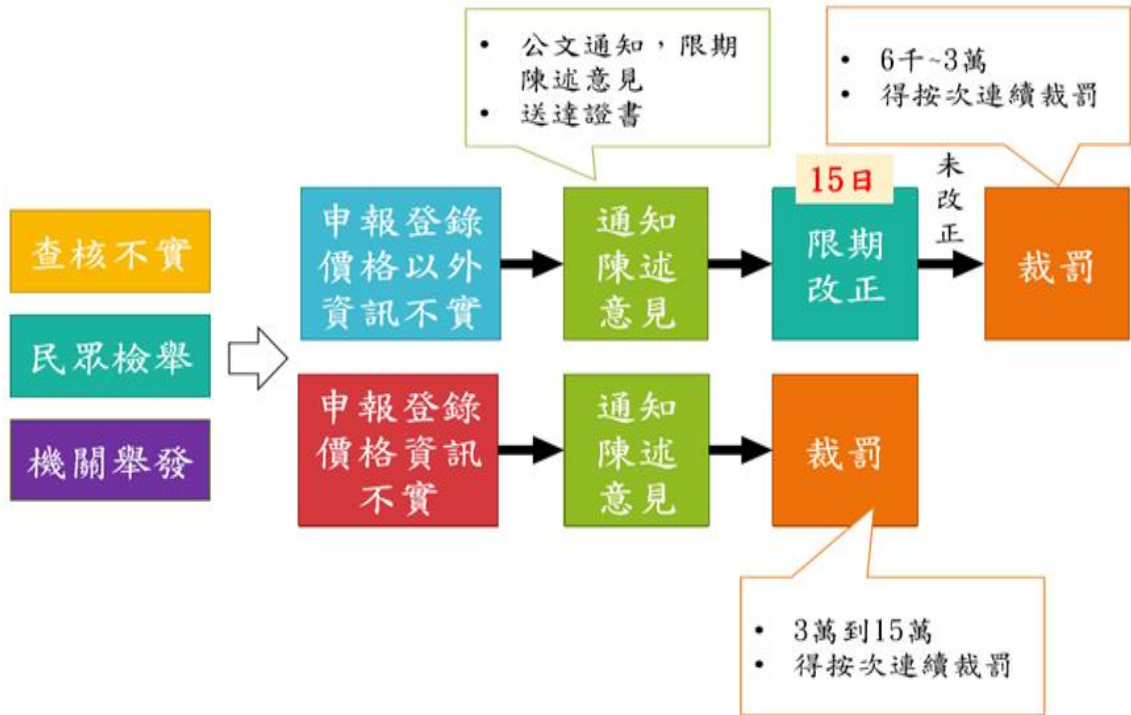 • 公文通知，限期
陳述意見
• 送達證書
• 6千~3萬
• 得按次連續裁罰
查核不實
民眾檢舉
機關舉發
申報登錄
價格以外
資訊不實
通知
陳述
意見
15日
限期
改正
未
改
正
裁罰
申報登錄
價格資訊
不實
通知
陳述
意見
裁罰
• 3萬到15萬
• 得按次連續裁罰